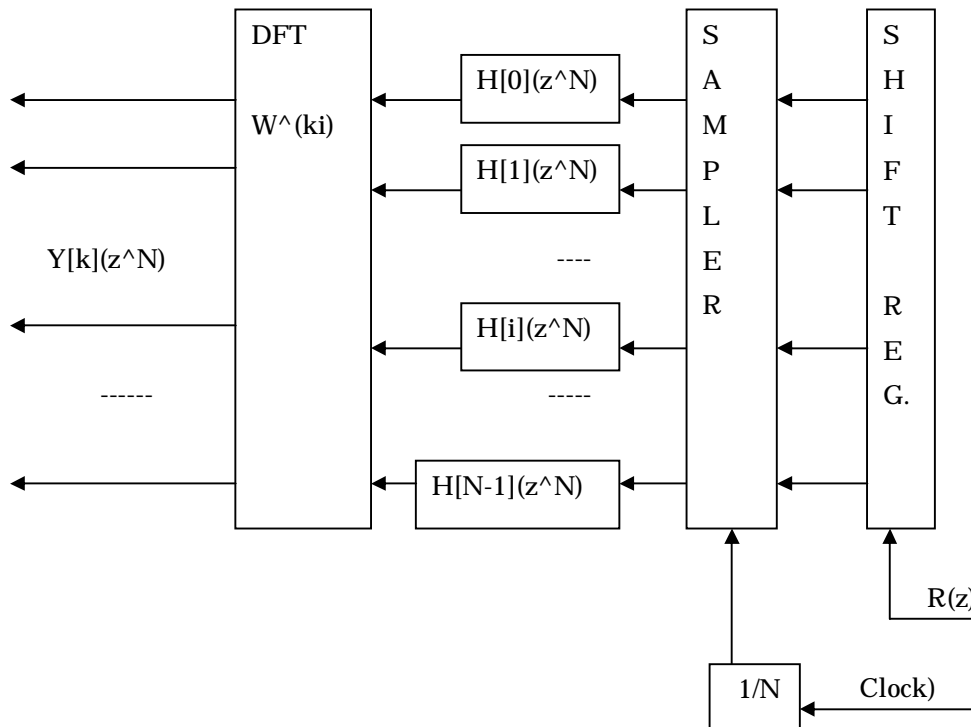 DFT
W^(ki)
Y[k](z^N)
------
H[0](z^N)
H[1](z^N)
----
H[i](z^N)
-----
H[N-1](z^N)
S
A
M
P
L
E
R
S
H
I
F
T
R
E
G.
R(z)
1/N
Clock)